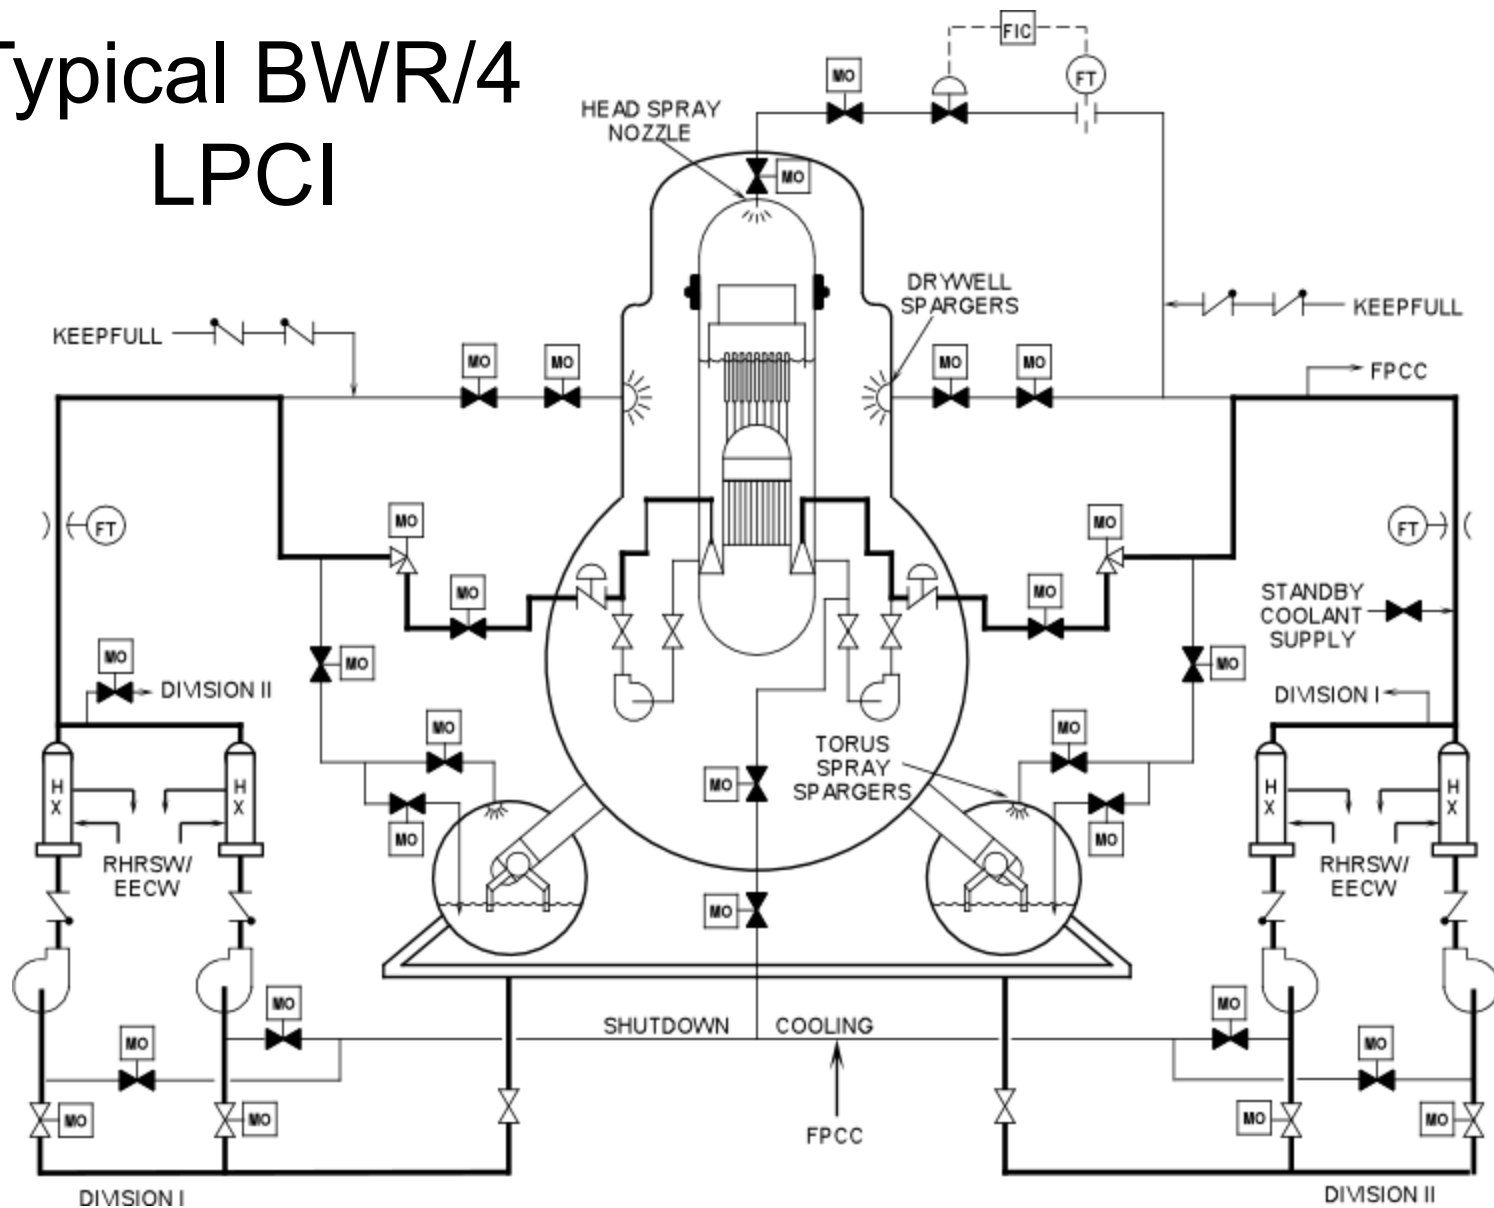 Typical BWR/4
LPCI
FIC
MO
FT
HEAD SPRAY
NOZZLE
MO
DRYWELL
SPARGERS
KEEPFULL
KEEPFULL
MO
MO
MO
MO
FPCC
FT
MO
MO
FT
MO
MO
STANDBY
COOLANT
SUPPLY
MO
MO
MO
DIVISION II
DIVISION I
MO
TORUS
SPRAY
SPARGERS
MO
H
X
H
X
MO
H
X
H
X
MO
MO
RHRSW/
EECW
RHRSW/
EECW
MO
MO
SHUTDOWN COOLING
MO
MO
MO
MO
MO
MO
FPCC
MO
MO
DIVISION I
DIVISION II